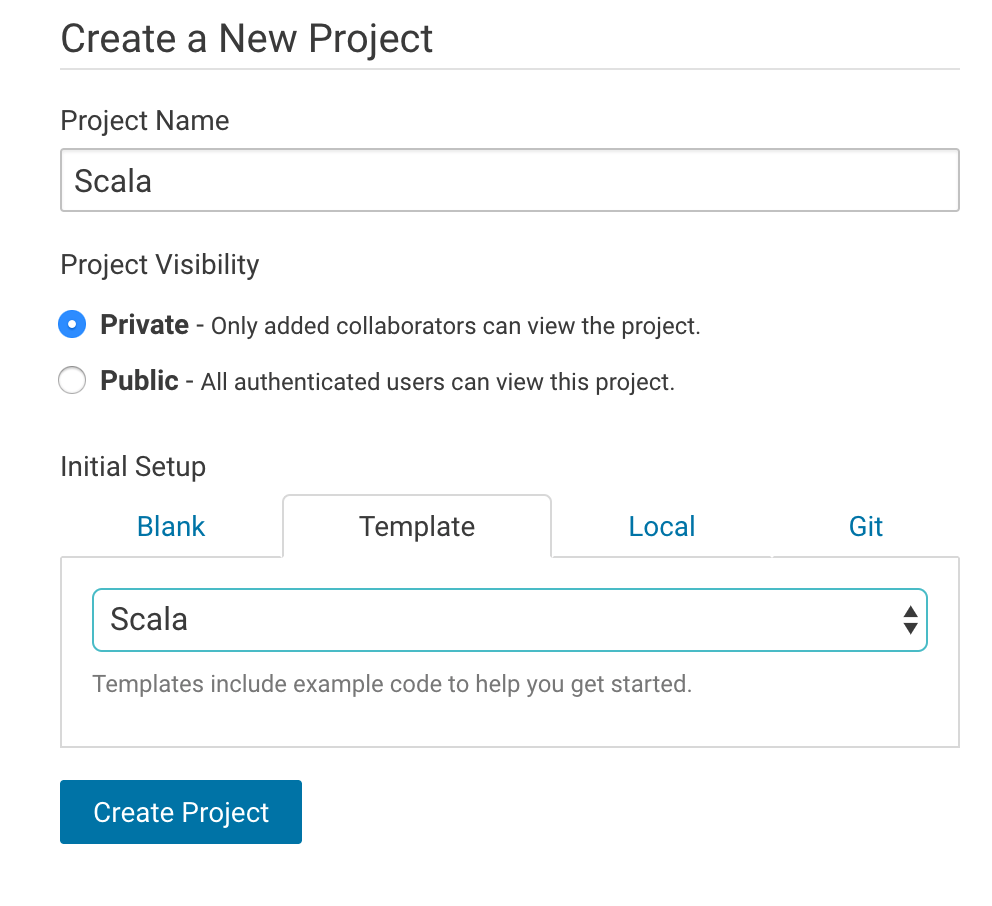 Create a New Project
Project Name
Scala
Project Visibility
Private - Only added collaborators can view the project.
Public - All authenticated users can view this project.
Initial Setup
Blank Template Local Git
Scala
Templates include example code to help you get started.
Create Project